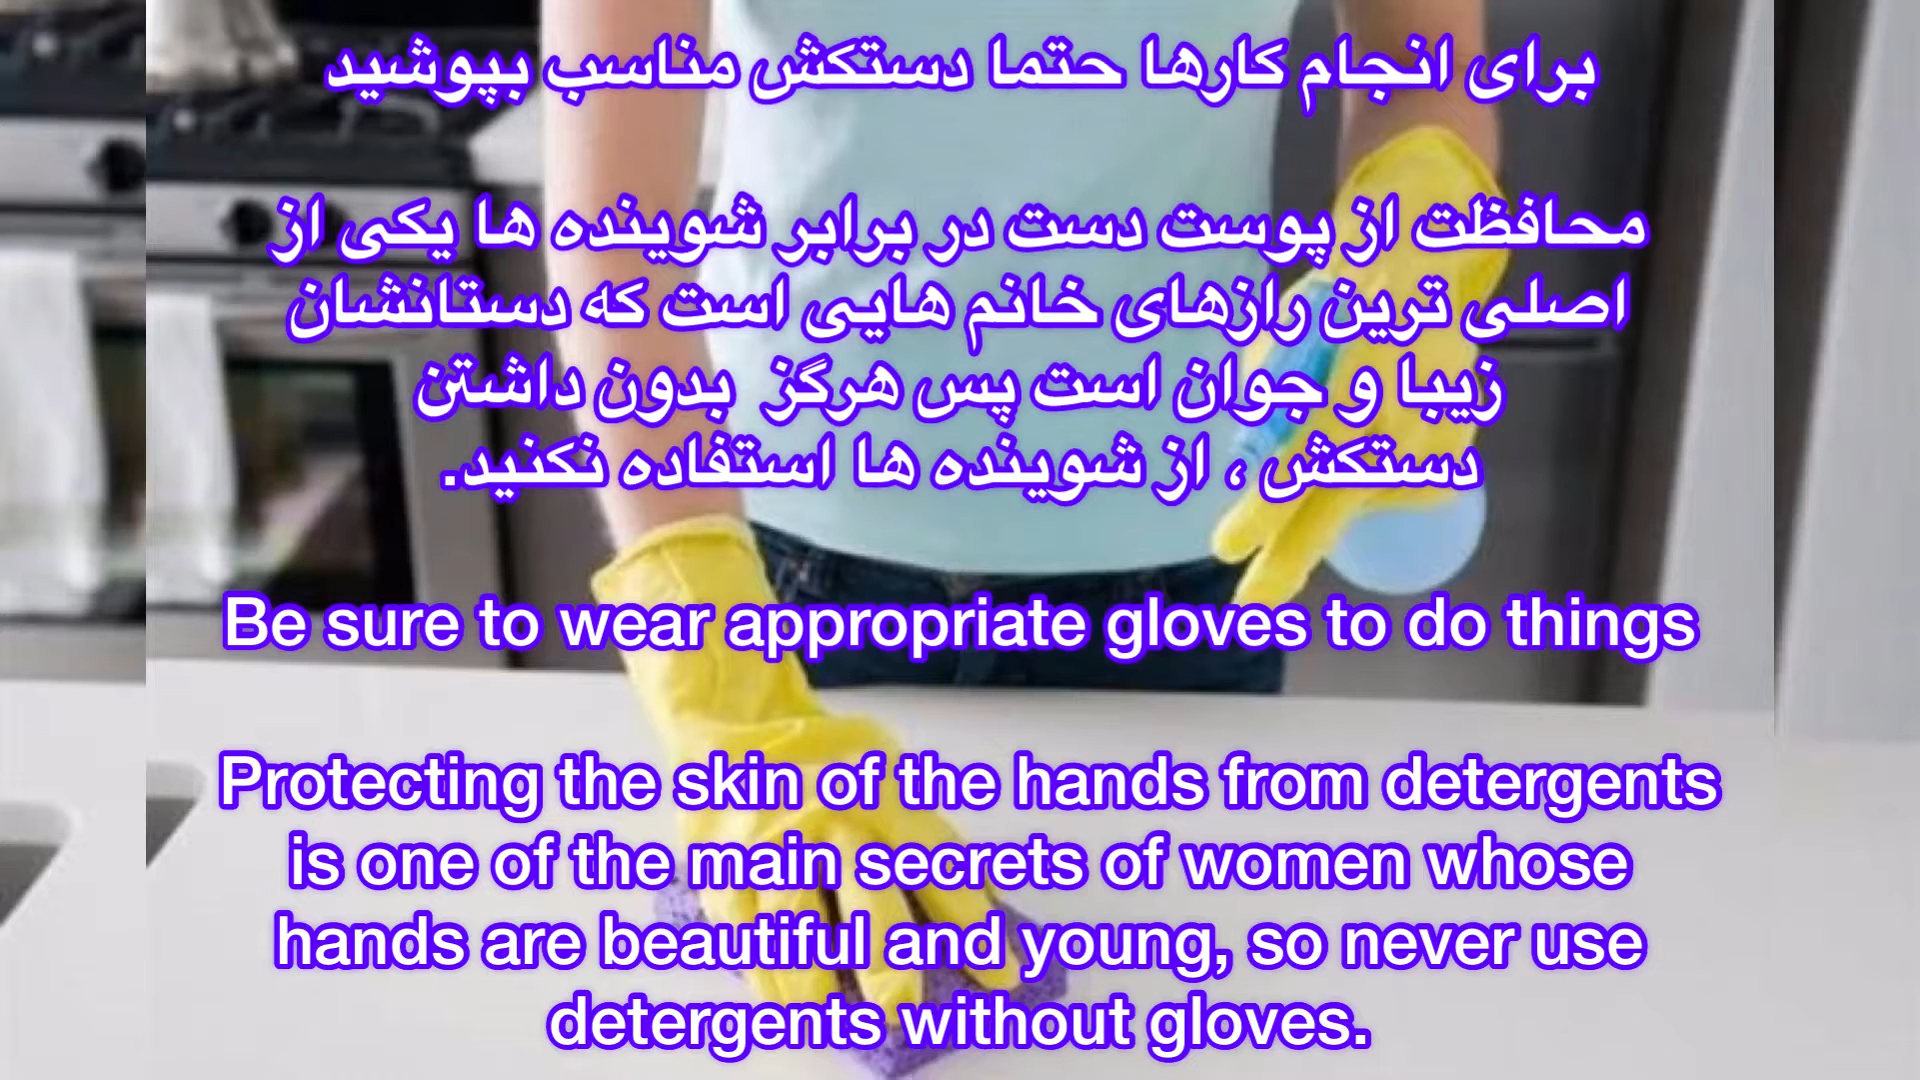 برای انجام کارها حتما دستکش مناسب بپوشید
محافظت از پوست دست در برابر شوینده ها یکی از
اصلی ترین رازهای خانم هایی است که دستانشان
زیبا و جوان است پس هرگز بدون داشتن
دستکش ، از شوینده ها استفاده نکنید.
Be sure to wear appropriate gloves to do things
Protecting the skin of the hands from detergents
is one of the main secrets of women whose
hands are beautiful and young, so never use
detergents without gloves.